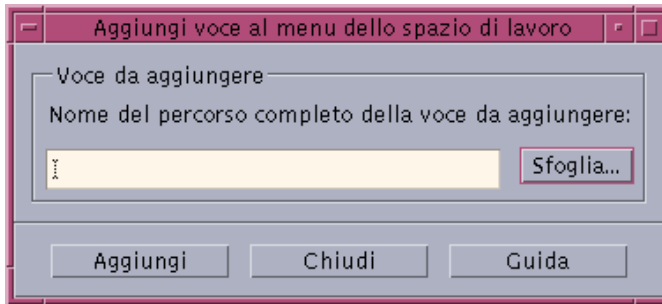 Aggiungi voce al menu dello spazio di lavoro
Voce da aggiungere
Nome del percorso completo della voce da aggiungere:
Sfoglia...
Aggiungi Chiudi Guida